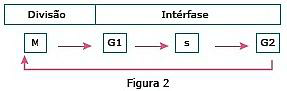 Divisão Intérfase
M G1 s G2
Figura 2